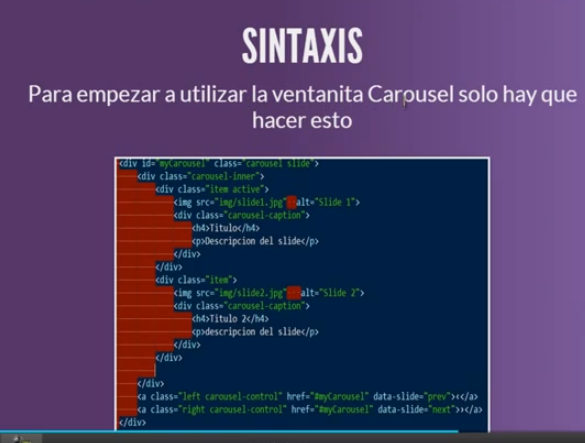 SINTAXIS
Para empezar a utilizar la ventanita Carousel solo hay que
hacer esto
<div id="myCarousel" class="carousel slide">
<div class="carousel-inner">
<div class="item active">
<img src="img/slide1.jpg" alt="Slide 1">
<div class="carousel-caption">
<h4>Titulo</h4>
<p>Descripcion del slide</p>
</div>
</div>
<div class="item">
<img src="img/slide2.jpg" alt="Slide 2">
<div class="carousel-caption">
<h4>Titulo 2</h4>
<p>descripcion del slide</p>
</div>
</div>
</div>
<a class="left carousel-control" href="#myCarousel" data-slide="prev">‹</a>
<a class="right carousel-control" href="#myCarousel" data-slide="next">›</a>
</div>